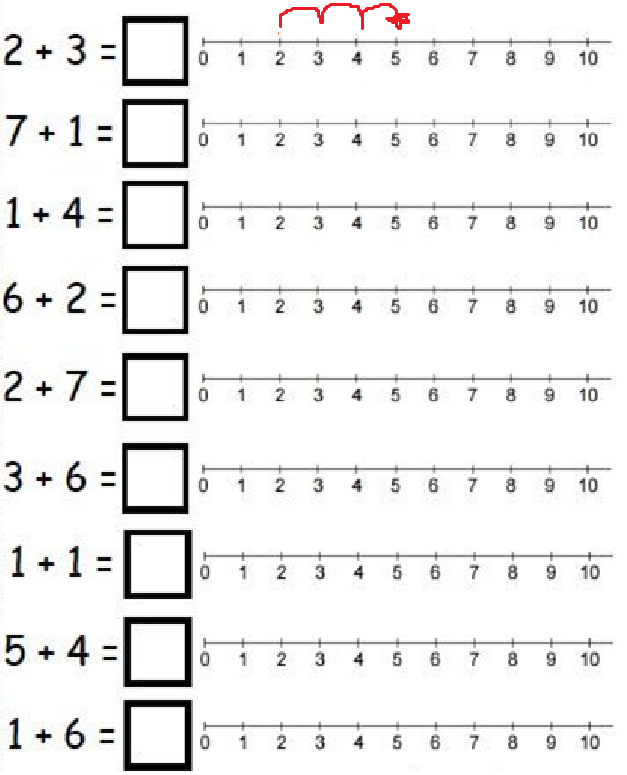 2 + 3 = 0 1 2 3 4 5 6 7 8 9 10
7 + 1 = 0 1 2 3 4 5 6 7 8 9 10
1 + 4 = 0 1 2 3 4 5 6 7 8 9 10
6 + 2 = 0 1 2 3 4 5 6 7 8 9 10
2 + 7 = 0 1 2 3 4 5 6 7 8 9 10
3 + 6 = 0 1 2 3 4 5 6 7 8 9 10
1 + 1 = 0 1 2 3 4 5 6 7 8 9 10
5 + 4 = 0 1 2 3 4 5 6 7 8 9 10
1 + 6 = 0 1 2 3 4 5 6 7 8 9 10